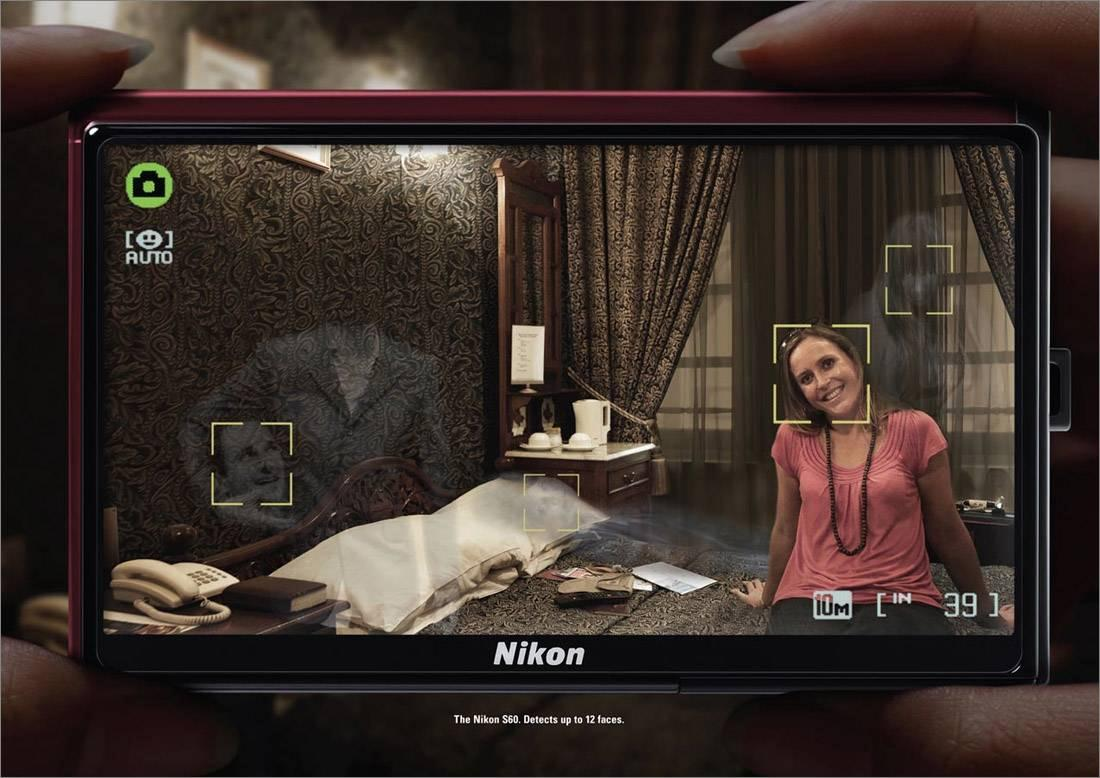 AUTO
10M [ IN 39 ]
Nikon
The Nikon S60. Detects up to 12 faces.